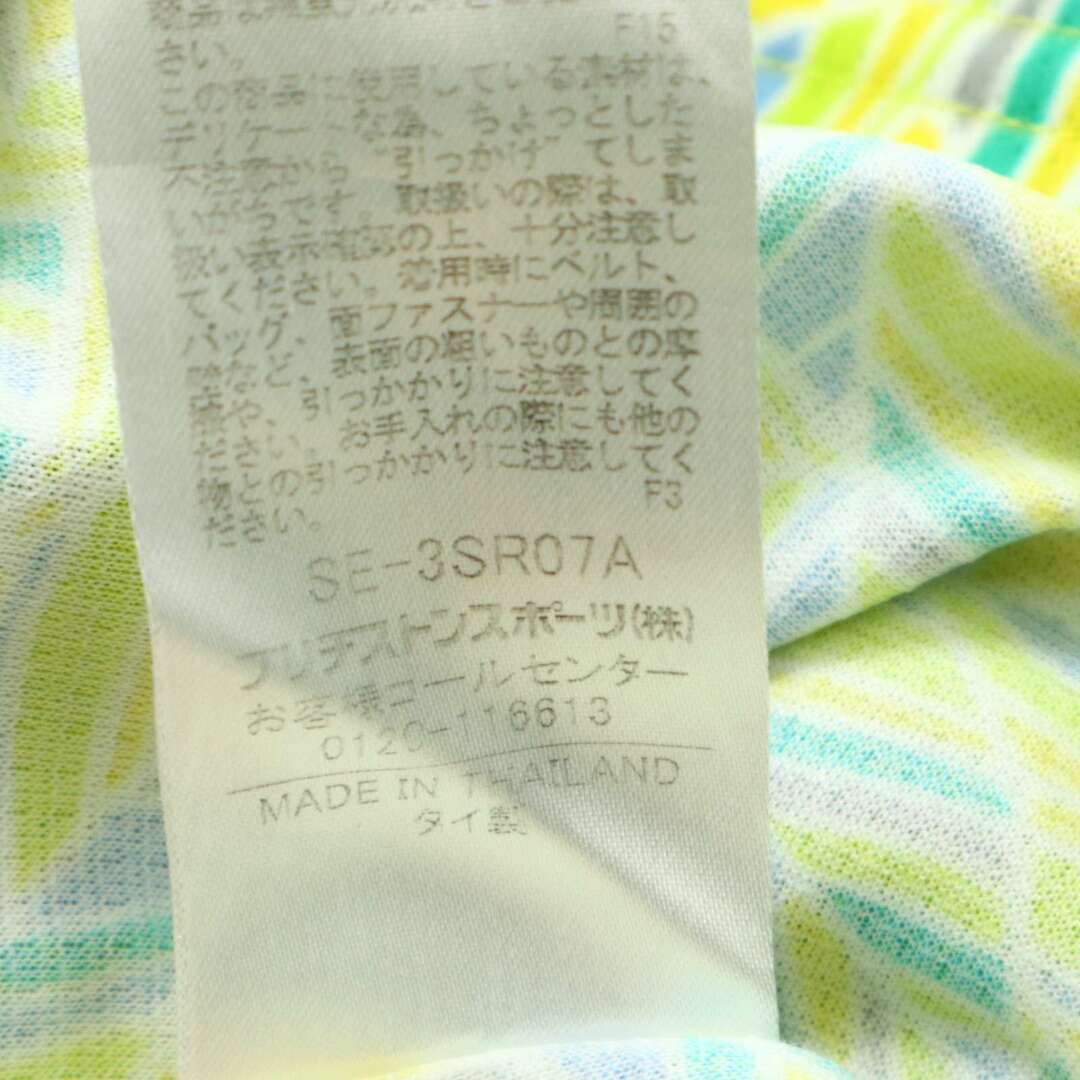 F15
さい。
この商品に使用している素材は、
デリケートな為、ちょっとした
不注意から引っかけてしま
いがちです。取扱いの際は、取
扱い表示確認の上、十分注意し
てください。着用時にベルト、
バッグ、面ファスナーや周囲の
壁など、表面の粗いものとの摩
擦や、引っかかりに注意してく
ださい。お手入れの際にも他の
物との引っかかりに注意してく
ださい。 F3
SE-3SR07A
ブリヂストンスポーツ(株)
お客様コールセンター
0120-116613
MADE IN THAILAND
タイ製